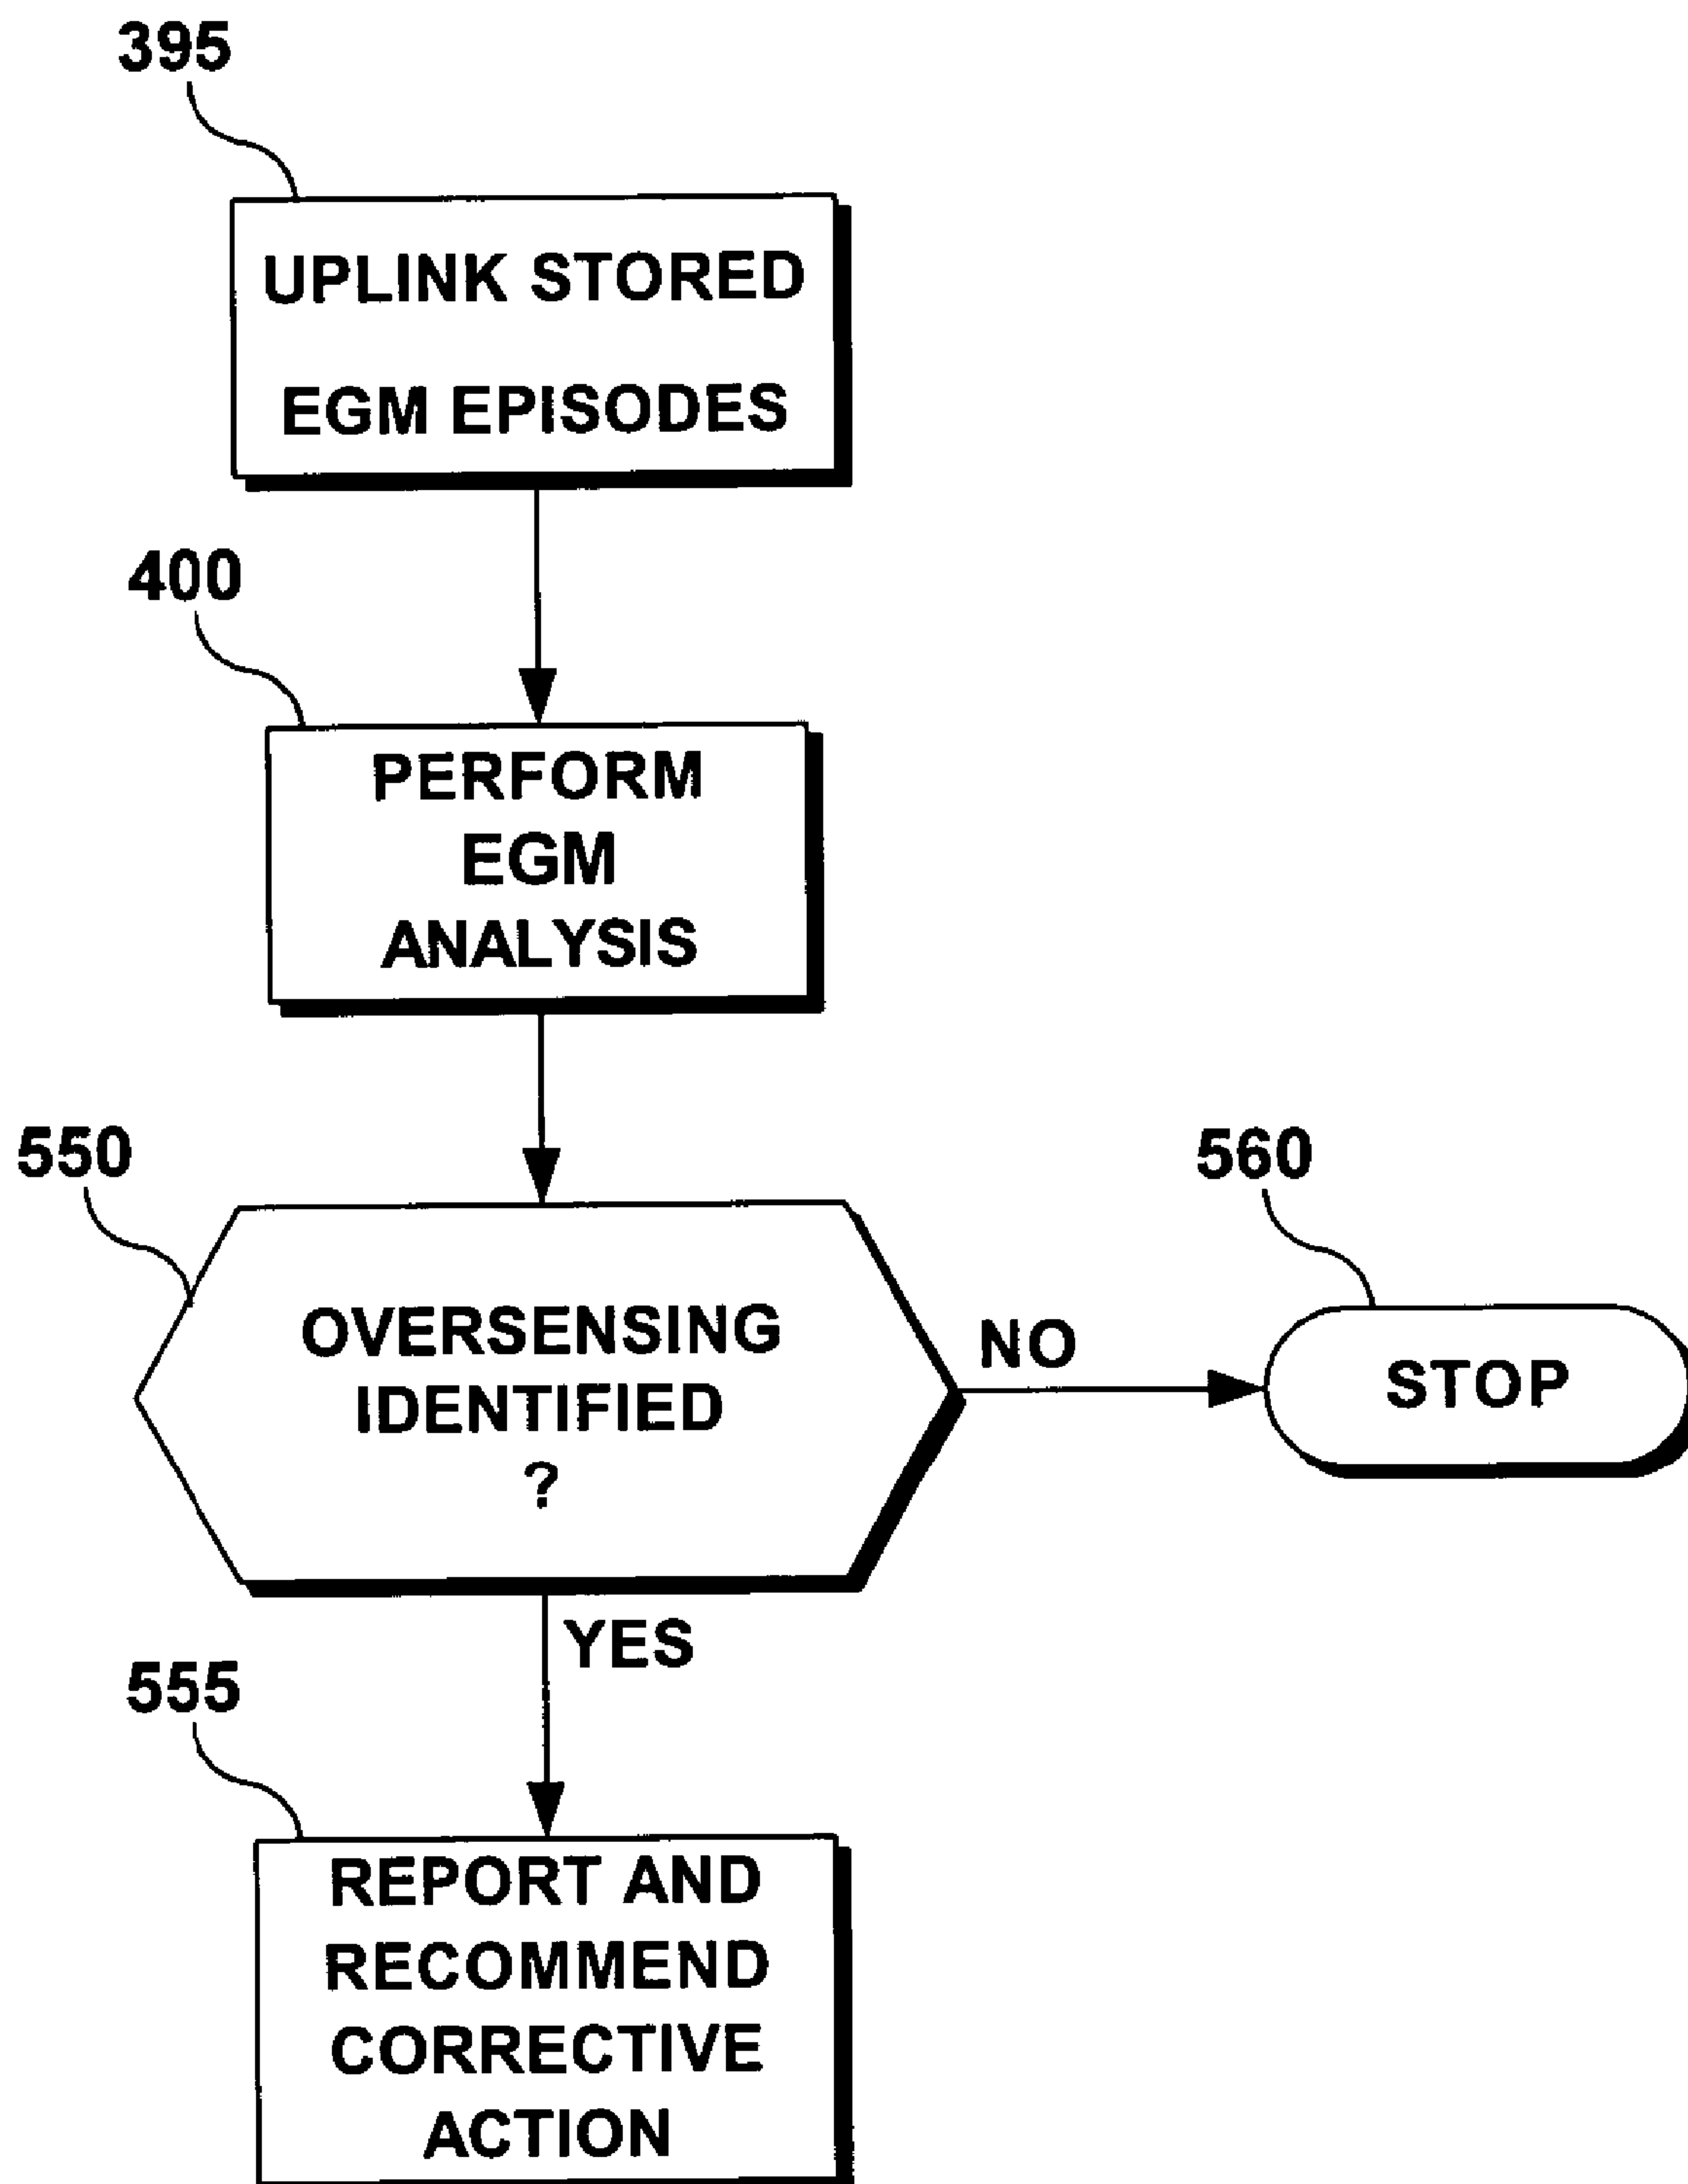 395
UPLINK STORED
EGM EPISODES
400
PERFORM
EGM
ANALYSIS
550
OVERSENSING
IDENTIFIED
?
NO
560
STOP
YES
555
REPORT AND
RECOMMEND
CORRECTIVE
ACTION